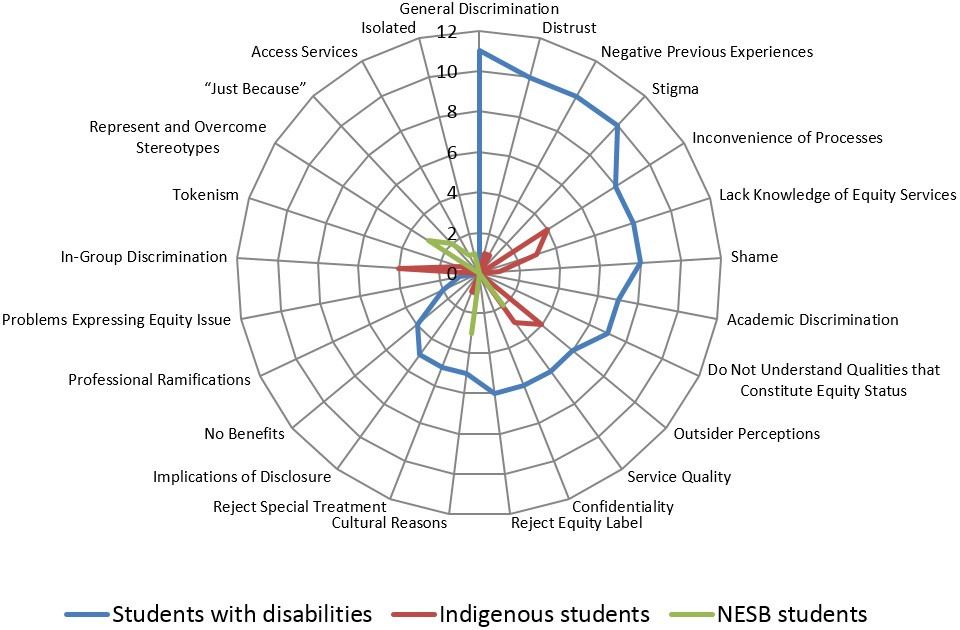 General Discrimination
Distrust
Negative Previous Experiences
Stigma
Inconvenience of Processes
Lack Knowledge of Equity Services
Shame
Academic Discrimination
Do Not Understand Qualities that
Constitute Equity Status
Outsider Perceptions
Service Quality
Confidentiality
Reject Equity Label
Cultural Reasons
Reject Special Treatment
Implications of Disclosure
No Benefits
Professional Ramifications
Problems Expressing Equity Issue
In-Group Discrimination
Tokenism
Represent and Overcome
Stereotypes
“Just Because”
Access Services
Isolated
12
10
8
6
4
2
0
Students with disabilities
Indigenous students
NESB students